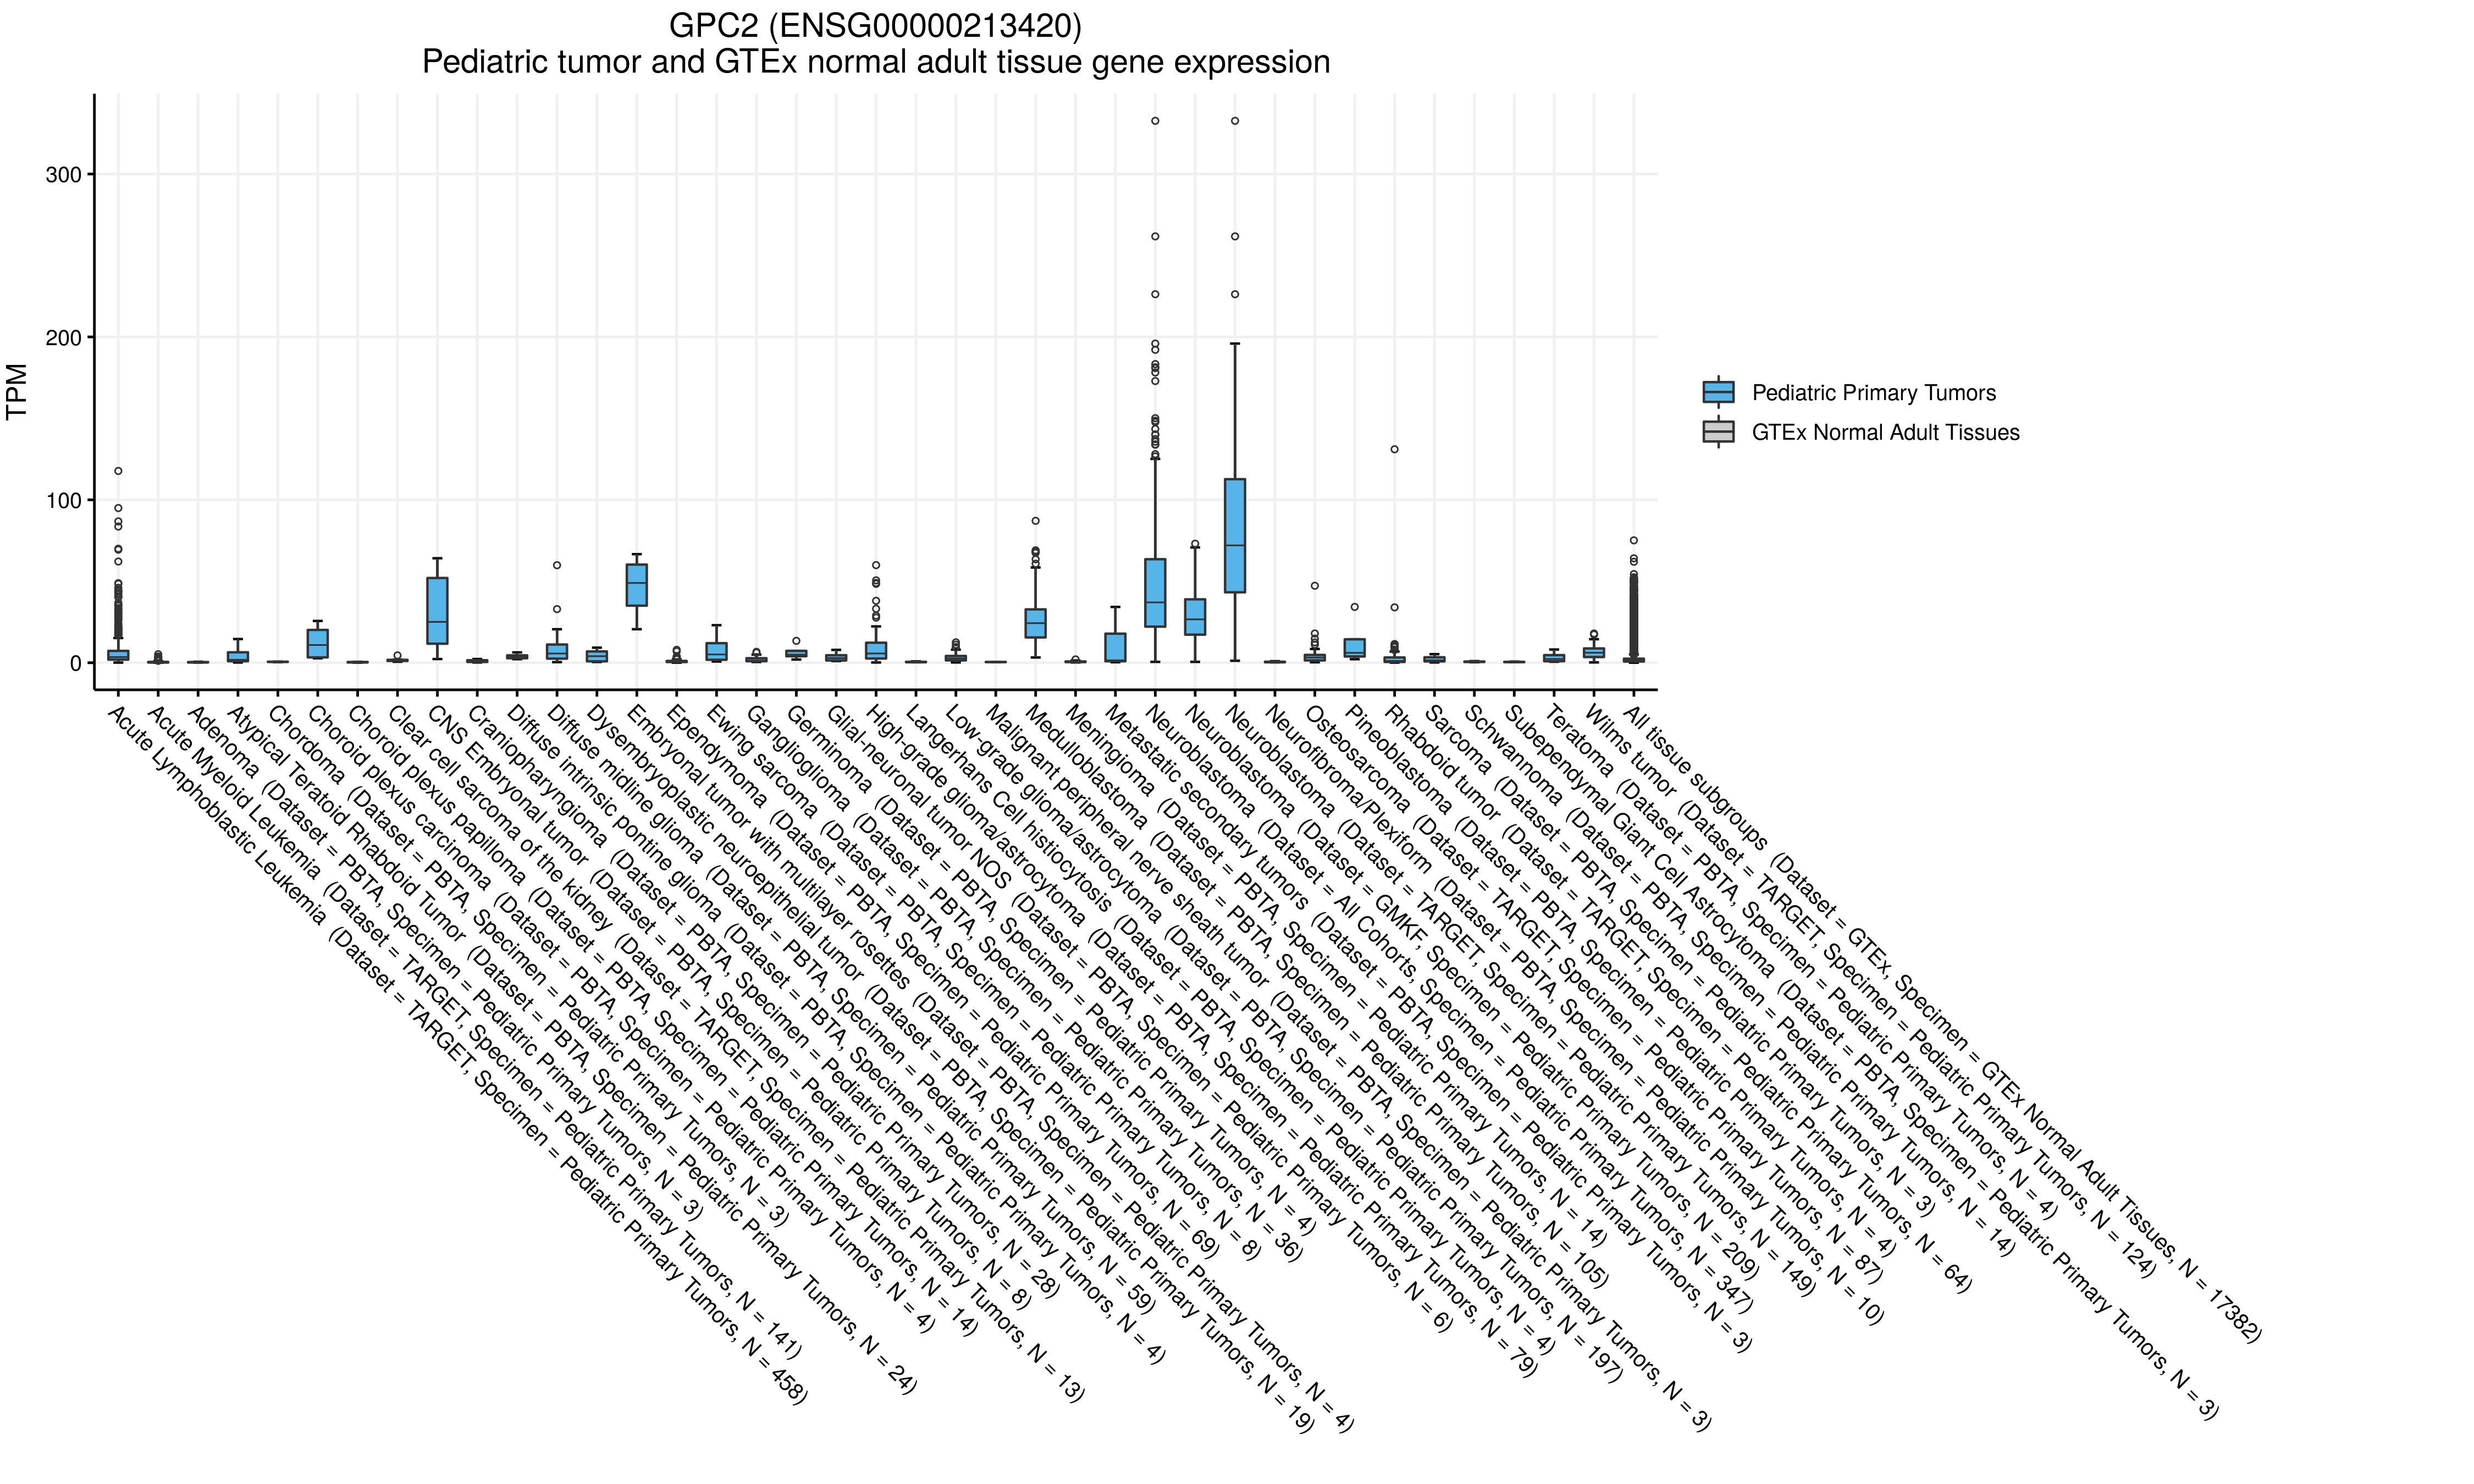 GPC2 (ENSG00000213420)
Pediatric tumor and GTEx normal adult tissue gene expression
TPM
300
200
100
0
Pediatric Primary Tumors
GTEx Normal Adult Tissues
Acute Lymphoblastic Leukemia (Dataset = TARGET, Specimen = Pediatric Primary Tumors, N = 458)
Acute Myeloid Leukemia (Dataset = TARGET, Specimen = Pediatric Primary Tumors, N = 141)
Adenoma (Dataset = PBTA, Specimen = Pediatric Primary Tumors, N = 3)
Atypical Teratoid Rhabdoid Tumor (Dataset = PBTA, Specimen = Pediatric Primary Tumors, N = 24)
Chordoma (Dataset = PBTA, Specimen = Pediatric Primary Tumors, N = 3)
Choroid plexus carcinoma (Dataset = PBTA, Specimen = Pediatric Primary Tumors, N = 4)
Choroid plexus papilloma (Dataset = PBTA, Specimen = Pediatric Primary Tumors, N = 14)
Clear cell sarcoma of the kidney (Dataset = TARGET, Specimen = Pediatric Primary Tumors, N = 13)
CNS Embryonal tumor (Dataset = PBTA, Specimen = Pediatric Primary Tumors, N = 8)
Craniopharyngioma (Dataset = PBTA, Specimen = Pediatric Primary Tumors, N = 28)
Diffuse intrinsic pontine glioma (Dataset = PBTA, Specimen = Pediatric Primary Tumors, N = 4)
Diffuse midline glioma (Dataset = PBTA, Specimen = Pediatric Primary Tumors, N = 59)
Dysembryoplastic neuroepithelial tumor (Dataset = PBTA, Specimen = Pediatric Primary Tumors, N = 19)
Embryonal tumor with multilayer rosettes (Dataset = PBTA, Specimen = Pediatric Primary Tumors, N = 4)
Ependymoma (Dataset = PBTA, Specimen = Pediatric Primary Tumors, N = 69)
Ewing sarcoma (Dataset = PBTA, Specimen = Pediatric Primary Tumors, N = 8)
Ganglioglioma (Dataset = PBTA, Specimen = Pediatric Primary Tumors, N = 36)
Germinoma (Dataset = PBTA, Specimen = Pediatric Primary Tumors, N = 4)
Glial-neuronal tumor NOS (Dataset = PBTA, Specimen = Pediatric Primary Tumors, N = 6)
High-grade glioma/astrocytoma (Dataset = PBTA, Specimen = Pediatric Primary Tumors, N = 79)
Langerhans Cell histiocytosis (Dataset = PBTA, Specimen = Pediatric Primary Tumors, N = 4)
Low-grade glioma/astrocytoma (Dataset = PBTA, Specimen = Pediatric Primary Tumors, N = 197)
Malignant peripheral nerve sheath tumor (Dataset = PBTA, Specimen = Pediatric Primary Tumors, N = 3)
Medulloblastoma (Dataset = PBTA, Specimen = Pediatric Primary Tumors, N = 105)
Meningioma (Dataset = PBTA, Specimen = Pediatric Primary Tumors, N = 14)
Metastatic secondary tumors (Dataset = PBTA, Specimen = Pediatric Primary Tumors, N = 3)
Neuroblastoma (Dataset = All Cohorts, Specimen = Pediatric Primary Tumors, N = 347)
Neuroblastoma (Dataset = GMKF, Specimen = Pediatric Primary Tumors, N = 209)
Neuroblastoma (Dataset = TARGET, Specimen = Pediatric Primary Tumors, N = 149)
Neurofibroma/Plexiform (Dataset = PBTA, Specimen = Pediatric Primary Tumors, N = 10)
Osteosarcoma (Dataset = TARGET, Specimen = Pediatric Primary Tumors, N = 87)
Pineoblastoma (Dataset = PBTA, Specimen = Pediatric Primary Tumors, N = 4)
Rhabdoid tumor (Dataset = TARGET, Specimen = Pediatric Primary Tumors, N = 64)
Sarcoma (Dataset = PBTA, Specimen = Pediatric Primary Tumors, N = 3)
Schwannoma (Dataset = PBTA, Specimen = Pediatric Primary Tumors, N = 14)
Subependymal Giant Cell Astrocytoma (Dataset = PBTA, Specimen = Pediatric Primary Tumors, N = 3)
Teratoma (Dataset = PBTA, Specimen = Pediatric Primary Tumors, N = 4)
Wilms tumor (Dataset = TARGET, Specimen = Pediatric Primary Tumors, N = 124)
All tissue subgroups (Dataset = GTEx, Specimen = GTEx Normal Adult Tissues, N = 17382)